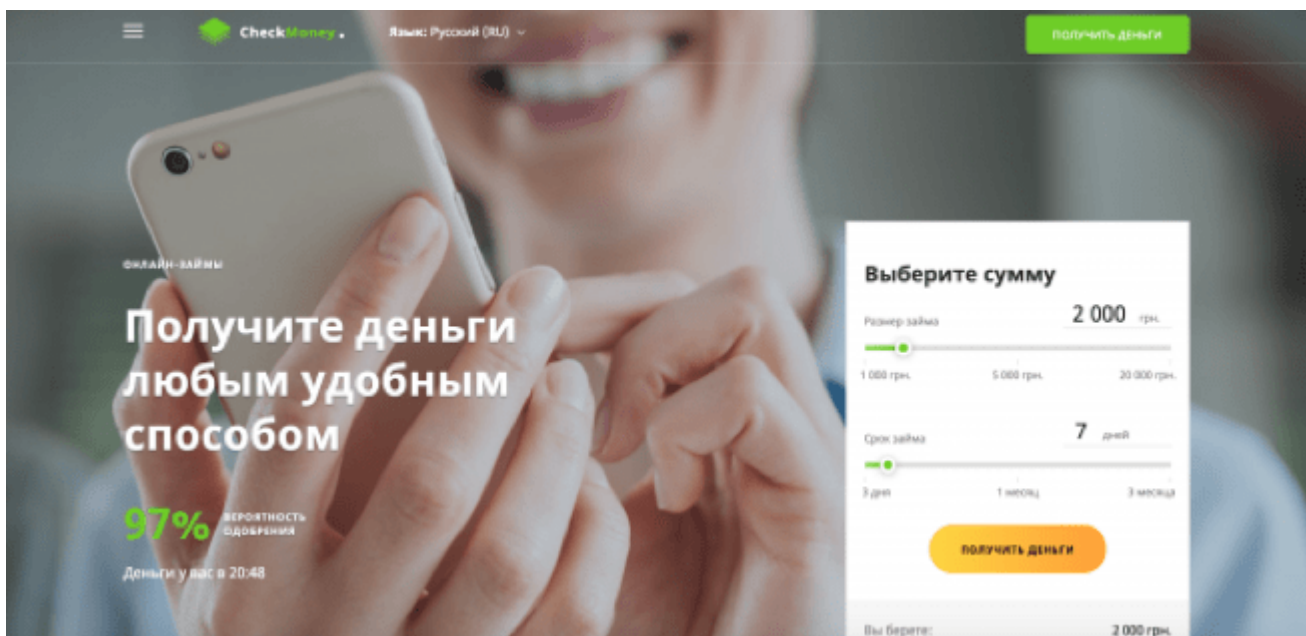 CheckMoney.
Язык: Русский (RU)
ПОЛУЧИТЬ ДЕНЬГИ
ОНЛАЙН-ЗАЙМЫ
Получите деньги
любым удобным
способом
97% ВЕРОЯТНОСТЬ
ОДОБРЕНИЯ
Деньги у вас в 20:48
Выберите сумму
Размер займа 2 000 грн.
1 000 грн. 5 000 грн. 20 000 грн.
Срок займа 7 дней
3 дня 1 месяц 3 месяца
ПОЛУЧИТЬ ДЕНЬГИ
Вы берете: 2 000 грн.